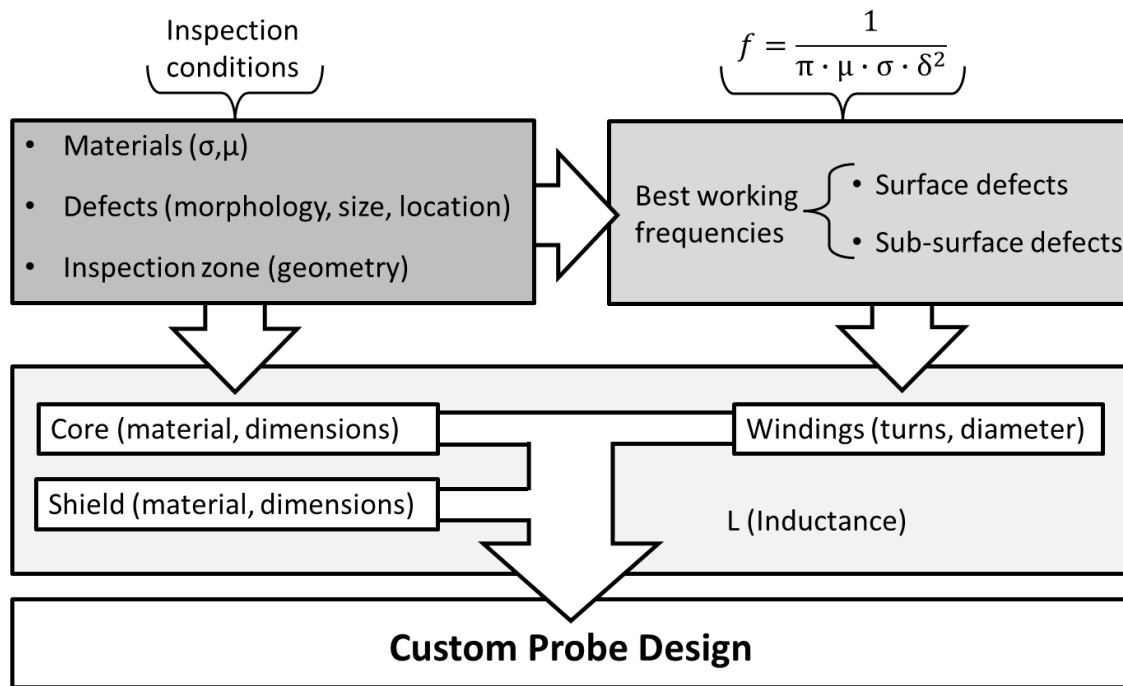 Inspection
conditions
f = 1 / (π · μ · σ · δ²)
• Materials (σ,μ)
• Defects (morphology, size, location)
• Inspection zone (geometry)
Best working
frequencies
• Surface defects
• Sub-surface defects
Core (material, dimensions)
Windings (turns, diameter)
Shield (material, dimensions)
L (Inductance)
Custom Probe Design